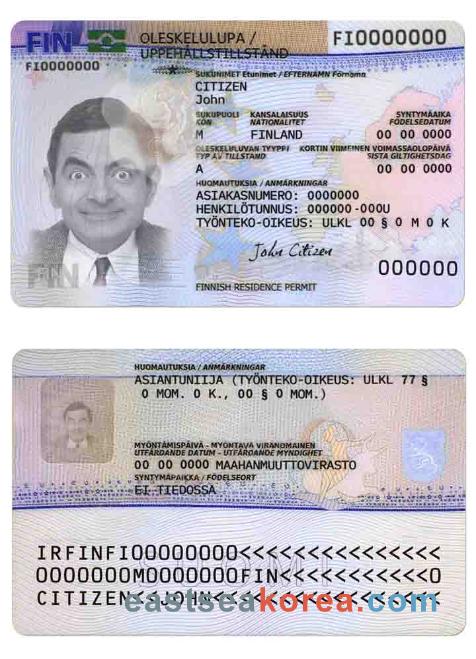 FIN
OLESKELULUPA /
UPPEHÅLLSTILLSTÅND
FI0000000
FI0000000
SUKUNIMET Etunimet / EFTERNAMN Förnamn
CITIZEN
John
SUKUPUOLI KANSALAISUUS SYNTYMÄAIKA
KÖN NATIONALITET FÖDELSEDATUM
M FINLAND 00 00 0000
OLESKELULUVAN TYYPPI KORTIN VIIMEINEN VOIMASSAOLOPÄIVÄ
TYP AV TILLSTAND SISTA GILTIGHETSDAG
A 00 00 0000
HUOMAUTUKSIA / ANMÄRKNINGAR
ASIAKASNUMERO: 0000000
HENKILÖTUNNUS: 000000-000U
TYÖNTEKO-OIKEUS: ULKL 00 § 0 M 0 K
John Citizen
FIN
000000
FINNISH RESIDENCE PERMIT
HUOMAUTUKSIA / ANMÄRKNINGAR
ASIANTUNIIJA (TYÖNTEKO-OIKEUS: ULKL 77 §
0 MOM. 0 K., 00 § 0 MOM.)
MYÖNTÄMISPÄIVÄ - MYÖNTÄVÄ VIRANOMAINEN
UTFÄRDANDE DATUM - UTFÄRDANDE MYNDIGHET
00 00 0000 MAAHANMUUTTOVIRASTO
SYNTYMÄPAIKKA / FÖDELSEORT
EI TIEDOSSA
IRFINFI00000000<<<<<<<<<<<<<<<
0000000M0000000FIN<<<<<<<<<<<0
CITIZEN<<JOHN<<<<<<<<<<<<<<<<<
eastseakorea.com